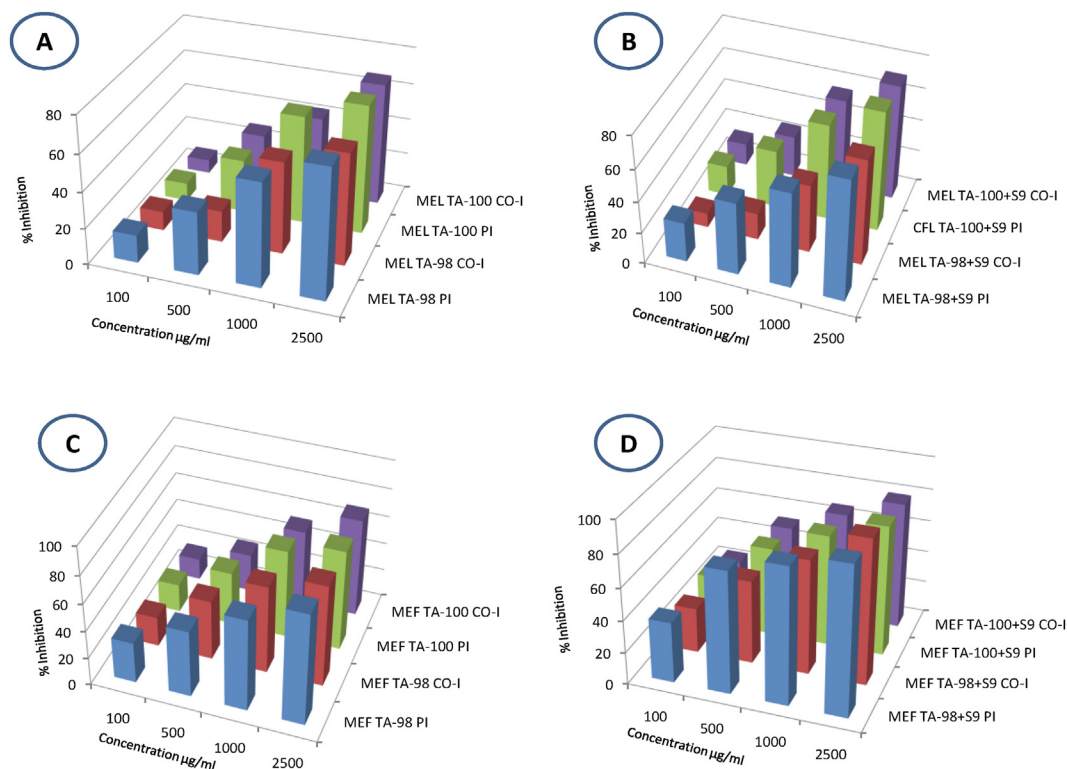 A
80
60
40
20
0
% Inhibition
100
500
1000
2500
Concentration µg/ml
MEL TA-100 CO-I
MEL TA-100 PI
MEL TA-98 CO-I
MEL TA-98 PI
B
80
60
40
20
0
% Inhibition
100
500
1000
2500
Concentration µg/ml
MEL TA-100+S9 CO-I
CFL TA-100+S9 PI
MEL TA-98+S9 CO-I
MEL TA-98+S9 PI
C
100
80
60
40
20
0
% Inhibition
100
500
1000
2500
Concentration µg/ml
MEF TA-100 CO-I
MEF TA-100 PI
MEF TA-98 CO-I
MEF TA-98 PI
D
100
80
60
40
20
0
% Inhibition
100
500
1000
2500
Concentration µg/ml
MEF TA-100+S9 CO-I
MEF TA-100+S9 PI
MEF TA-98+S9 CO-I
MEF TA-98+S9 PI